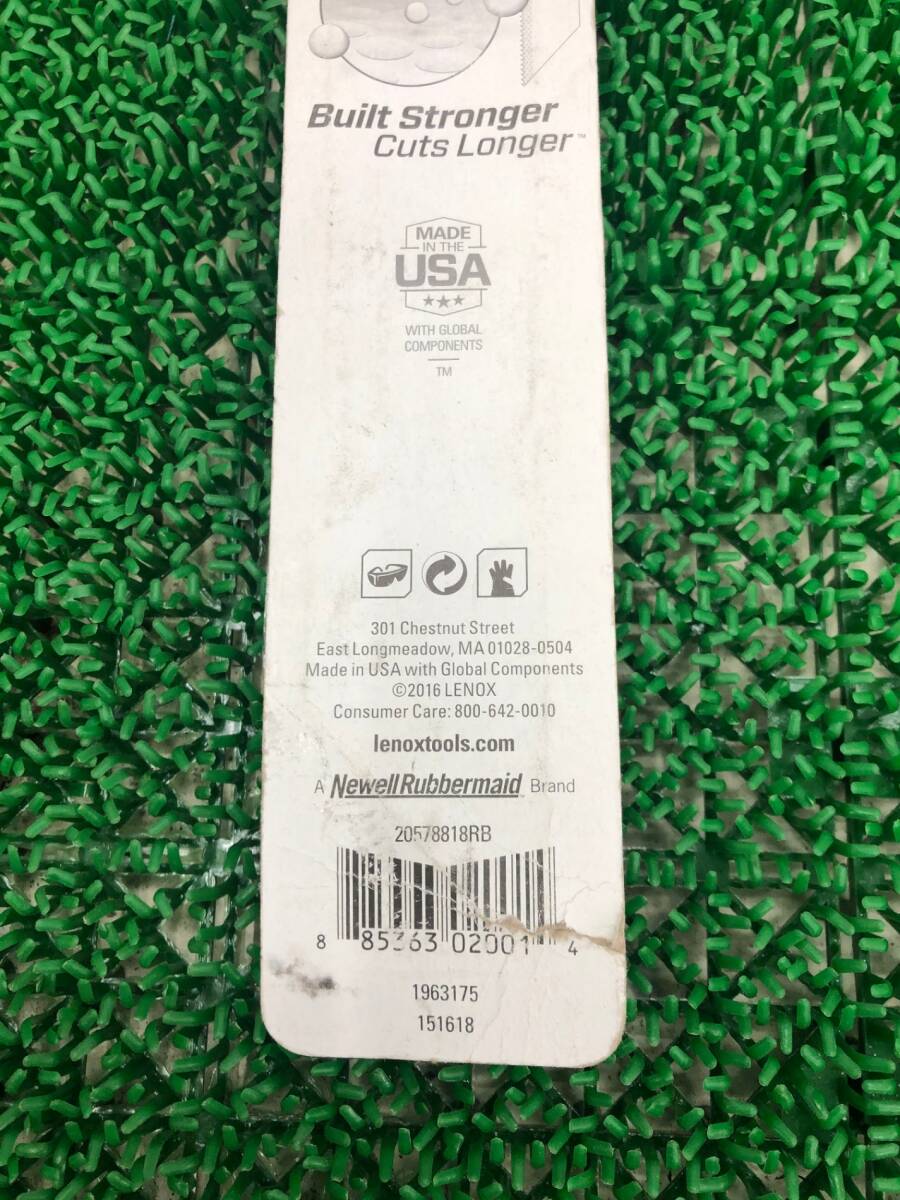 Built Stronger
Cuts Longer™
MADE
IN THE
USA
WITH GLOBAL
COMPONENTS
TM
301 Chestnut Street
East Longmeadow, MA 01028-0504
Made in USA with Global Components
©2016 LENOX
Consumer Care: 800-642-0010
lenoxtools.com
A Newell Rubbermaid Brand
20578818RB
8 85363 02001 4
1963175
151618